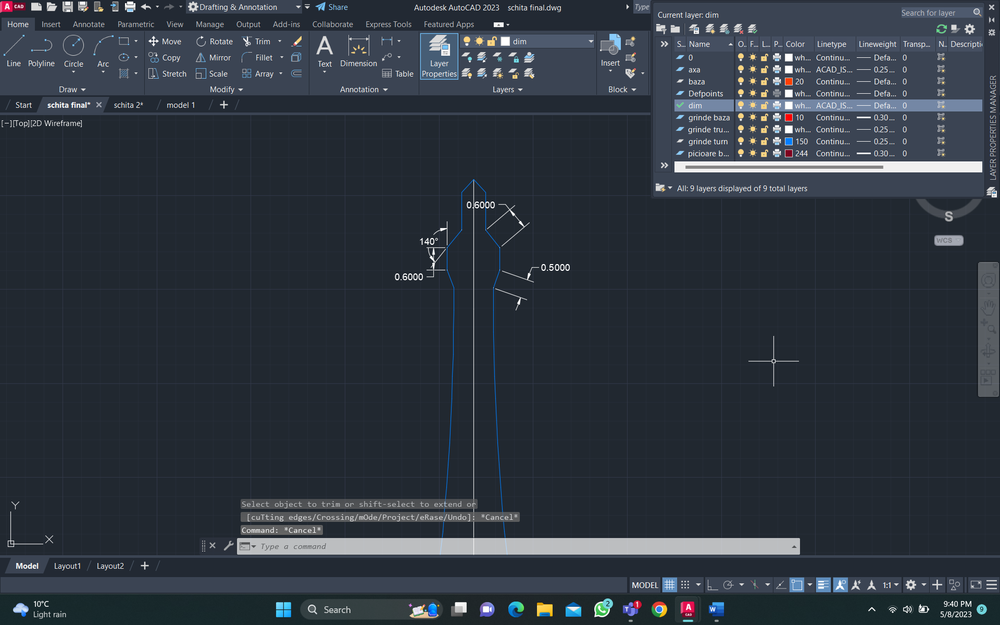 A CAD
Drafting & Annotation
Share
Autodesk AutoCAD 2023 schita final.dwg
Type
Home Insert Annotate Parametric View Manage Output Add-ins Collaborate Express Tools Featured Apps
Line Polyline Circle Arc
Move Rotate Trim
Copy Mirror Fillet
Stretch Scale Array
Text Dimension
Table
Layer Properties
dim
Insert
Draw Modify Annotation Layers Block
Start schita final* schita 2* model 1
[−][Top][2D Wireframe]
Current layer: dim
Search for layer
S... Name O.. F... L... P... Color Linetype Lineweight Transp... N.. Descripti
0 wh... Continu... Defa... 0
axa wh... ACAD_IS... 0.25 ... 0
baza 20 Continu... Defa... 0
Defpoints wh... Continu... Defa... 0
dim wh... ACAD_IS... Defa... 0
grinde baza 10 Continu... 0.30 ... 0
grinde tru... wh... Continu... 0.25 ... 0
grinde turn 150 Continu... 0.25 ... 0
picioare b... 244 Continu... 0.30 ... 0
All: 9 layers displayed of 9 total layers
LAYER PROPERTIES MANAGER
S
WCS
0.6000
140°
0.6000
0.5000
Y
X
Select object to trim or shift-select to extend or
[cuTting edges/Crossing/mOde/Project/eRase/Undo]: *Cancel*
Command: *Cancel*
Type a command
Model Layout1 Layout2
MODEL
1:1
10°C
Light rain
Search
2
1
A CAD
W
9:40 PM
5/8/2023
9